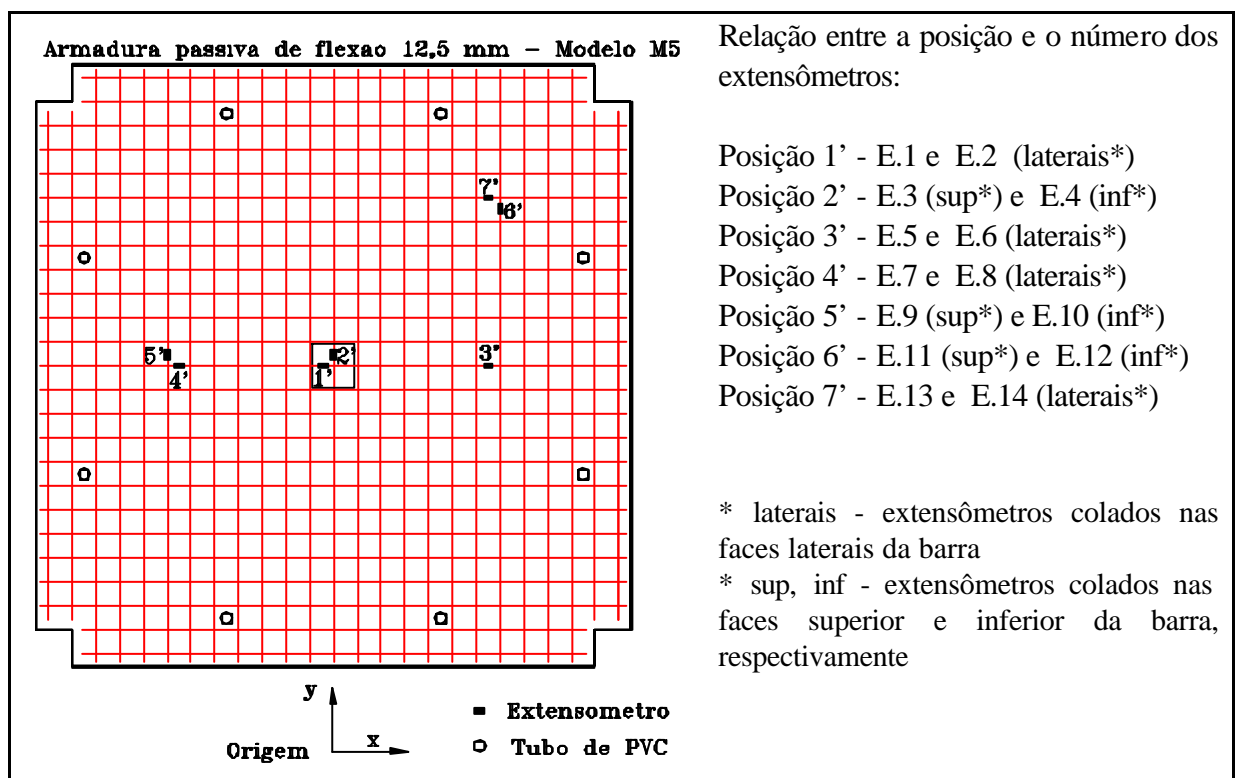 Armadura passiva de flexao 12,5 mm - Modelo M5
7'
6'
5'
4'
2'
1'
3'
y
x
Origem
Extensometro
Tubo de PVC
Relação entre a posição e o número dos
extensômetros:
Posição 1’ - E.1 e E.2 (laterais*)
Posição 2’ - E.3 (sup*) e E.4 (inf*)
Posição 3’ - E.5 e E.6 (laterais*)
Posição 4’ - E.7 e E.8 (laterais*)
Posição 5’ - E.9 (sup*) e E.10 (inf*)
Posição 6’ - E.11 (sup*) e E.12 (inf*)
Posição 7’ - E.13 e E.14 (laterais*)
* laterais - extensômetros colados nas
faces laterais da barra
* sup, inf - extensômetros colados nas
faces superior e inferior da barra,
respectivamente